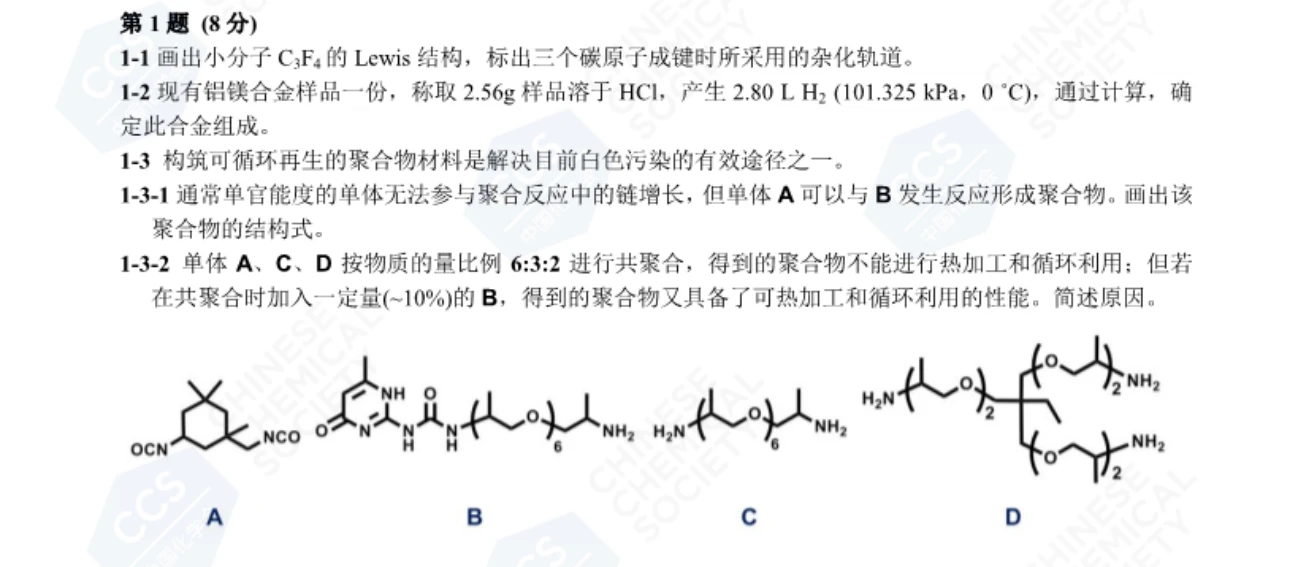 第 1 题 (8 分)
1-1 画出小分子 C₃F₄ 的 Lewis 结构，标出三个碳原子成键时所采用的杂化轨道。
1-2 现有铝镁合金样品一份，称取 2.56g 样品溶于 HCl，产生 2.80 L H₂ (101.325 kPa，0 ˚C)，通过计算，确
定此合金组成。
1-3 构筑可循环再生的聚合物材料是解决目前白色污染的有效途径之一。
1-3-1 通常单官能度的单体无法参与聚合反应中的链增长，但单体 A 可以与 B 发生反应形成聚合物。画出该
聚合物的结构式。
1-3-2 单体 A、C、D 按物质的量比例 6:3:2 进行共聚合，得到的聚合物不能进行热加工和循环利用；但若
在共聚合时加入一定量(~10%)的 B，得到的聚合物又具备了可热加工和循环利用的性能。简述原因。
OCN NCO
O N NH N H O N H O 6 NH₂
H₂N O 6 NH₂
H₂N O 2 O 2 NH₂ O 2 NH₂
A B C D
CCS
CHINESE CHEMICAL SOCIETY